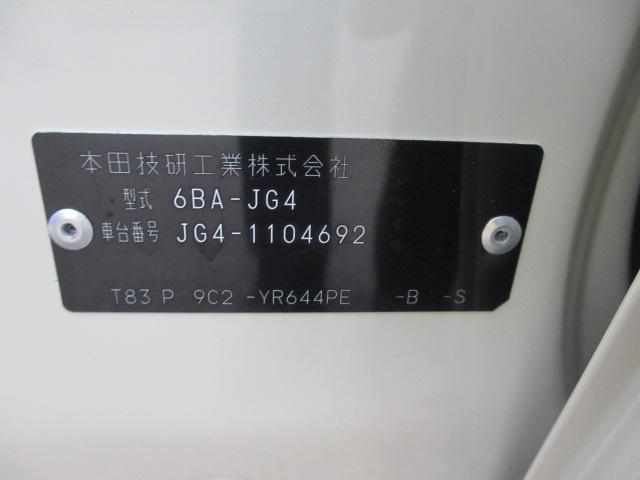 本田技研工業株式会社
型式 6BA-JG4
車台番号 JG4-1104692
T83 P 9C2 -YR644PE -B -S